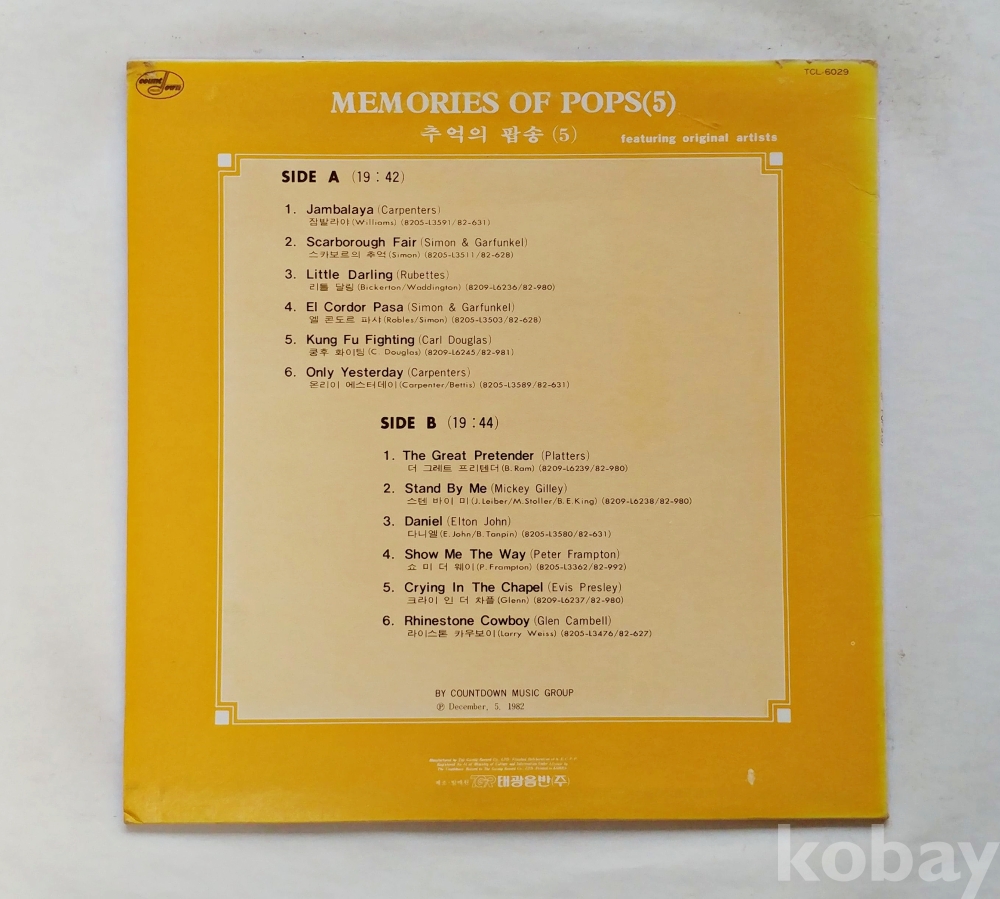 count down
TCL-6029
MEMORIES OF POPS(5)
추억의 팝송 (5)
featuring original artists
SIDE A (19 : 42)
1. Jambalaya (Carpenters)
잠발라야 (Williams) (8205-L3591/82-631)
2. Scarborough Fair (Simon & Garfunkel)
스카보르의 추억 (Simon) (8205-L3511/82-628)
3. Little Darling (Rubettes)
리틀 달링 (Bickerton/Waddington) (8209-L6236/82-980)
4. El Cordor Pasa (Simon & Garfunkel)
엘 콘도르 파샤 (Robles/Simon) (8205-L3503/82-628)
5. Kung Fu Fighting (Carl Douglas)
쿵후 화이팅 (C. Douglas) (8209-L6245/82-981)
6. Only Yesterday (Carpenters)
온리이 에스터데이 (Carpenter/Bettis) (8205-L3589/82-631)
SIDE B (19 : 44)
1. The Great Pretender (Platters)
더 그레트 프리텐더 (B. Ram) (8209-L6239/82-980)
2. Stand By Me (Mickey Gilley)
스텐 바이 미 (J. Leiber/M. Stoller/B. E. King) (8209-L6238/82-980)
3. Daniel (Elton John)
다니엘 (E. John/B. Tanpin) (8205-L3580/82-631)
4. Show Me The Way (Peter Frampton)
쇼 미 더 웨이 (P. Frampton) (8205-L3362/82-992)
5. Crying In The Chapel (Evis Presley)
크라이 인 더 차플 (Glenn) (8209-L6237/82-980)
6. Rhinestone Cowboy (Glen Cambell)
라이스톤 카우보이 (Larry Weiss) (8205-L3476/82-627)
BY COUNTDOWN MUSIC GROUP
Ⓟ December, 5. 1982
제조·판매원 TGR 태광음반(주)
kobay